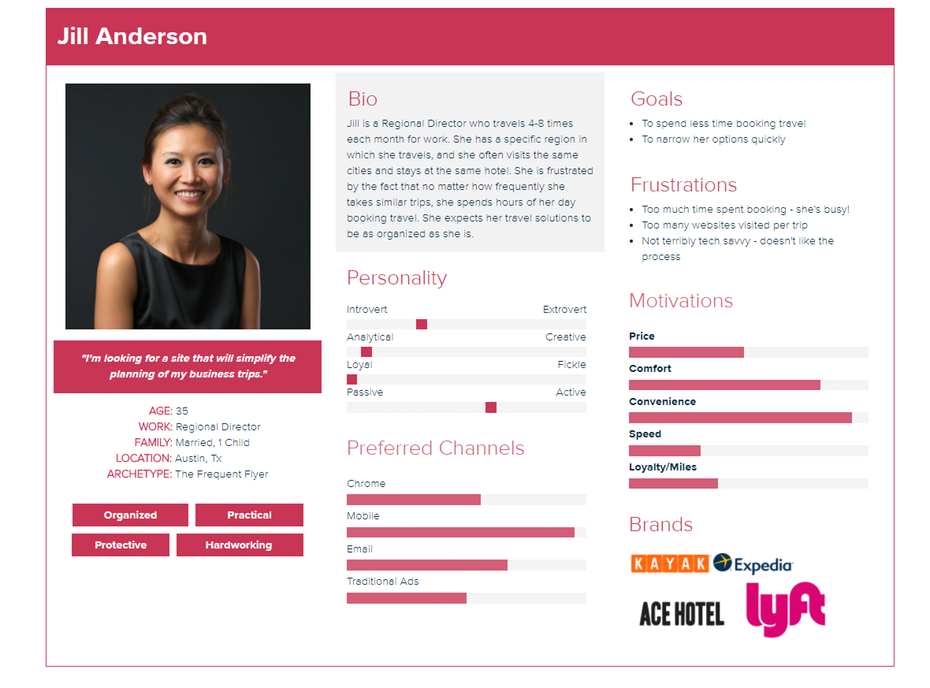 Jill Anderson
"I'm looking for a site that will simplify the
planning of my business trips."
AGE: 35
WORK: Regional Director
FAMILY: Married, 1 Child
LOCATION: Austin, Tx
ARCHETYPE: The Frequent Flyer
Organized
Practical
Protective
Hardworking
Bio
Jill is a Regional Director who travels 4-8 times
each month for work. She has a specific region in
which she travels, and she often visits the same
cities and stays at the same hotel. She is frustrated
by the fact that no matter how frequently she
takes similar trips, she spends hours of her day
booking travel. She expects her travel solutions to
be as organized as she is.
Personality
Introvert Extrovert
Analytical Creative
Loyal Fickle
Passive Active
Preferred Channels
Chrome
Mobile
Email
Traditional Ads
Goals
• To spend less time booking travel
• To narrow her options quickly
Frustrations
• Too much time spent booking - she's busy!
• Too many websites visited per trip
• Not terribly tech savvy - doesn't like the
process
Motivations
Price
Comfort
Convenience
Speed
Loyalty/Miles
Brands
KAYAK Expedia
ACE HOTEL lyft